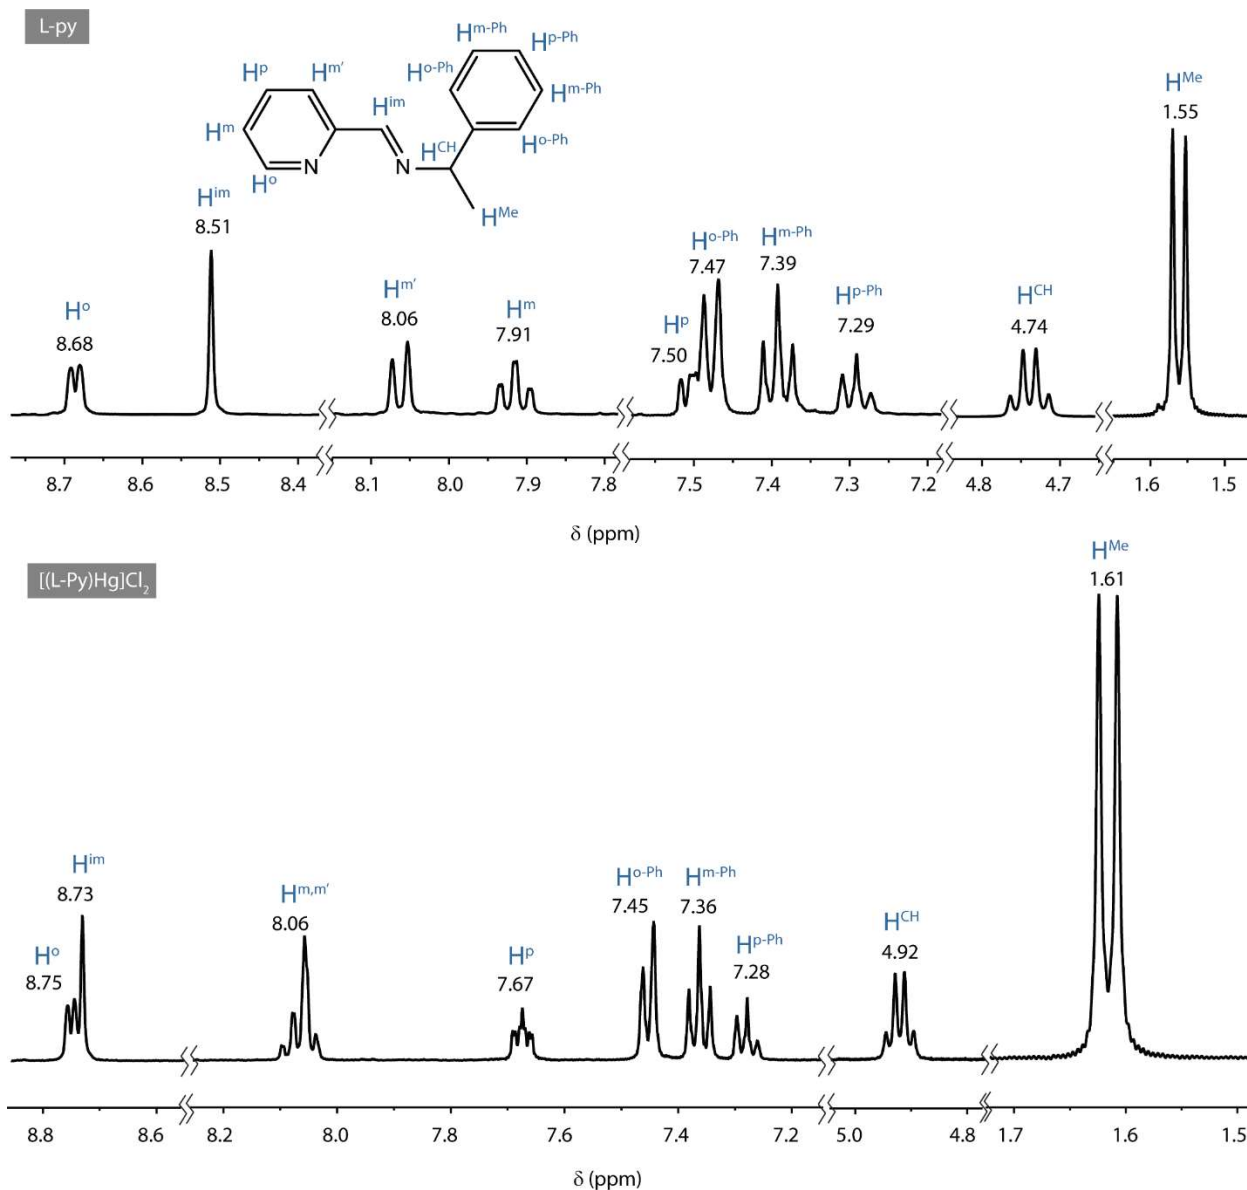 L-py
H^m-Ph H^p-Ph
H^p H^m' H^o-Ph H^m-Ph
H^im
H^m H^o-Ph
H^CH
N N
H^o
H^Me
H^o
8.68
H^im
8.51
H^m'
8.06
H^m
7.91
H^p
7.50
H^o-Ph
7.47
H^m-Ph
7.39
H^p-Ph
7.29
H^CH
4.74
H^Me
1.55
8.7 8.6 8.5 8.4 8.1 8.0 7.9 7.8 7.5 7.4 7.3 7.2 4.8 4.7 1.6 1.5
δ (ppm)
[(L-Py)Hg]Cl₂
H^o
8.75
H^im
8.73
H^m,m'
8.06
H^p
7.67
H^o-Ph
7.45
H^m-Ph
7.36
H^p-Ph
7.28
H^CH
4.92
H^Me
1.61
8.8 8.6 8.2 8.0 7.8 7.6 7.4 7.2 5.0 4.8 1.7 1.6 1.5
δ (ppm)